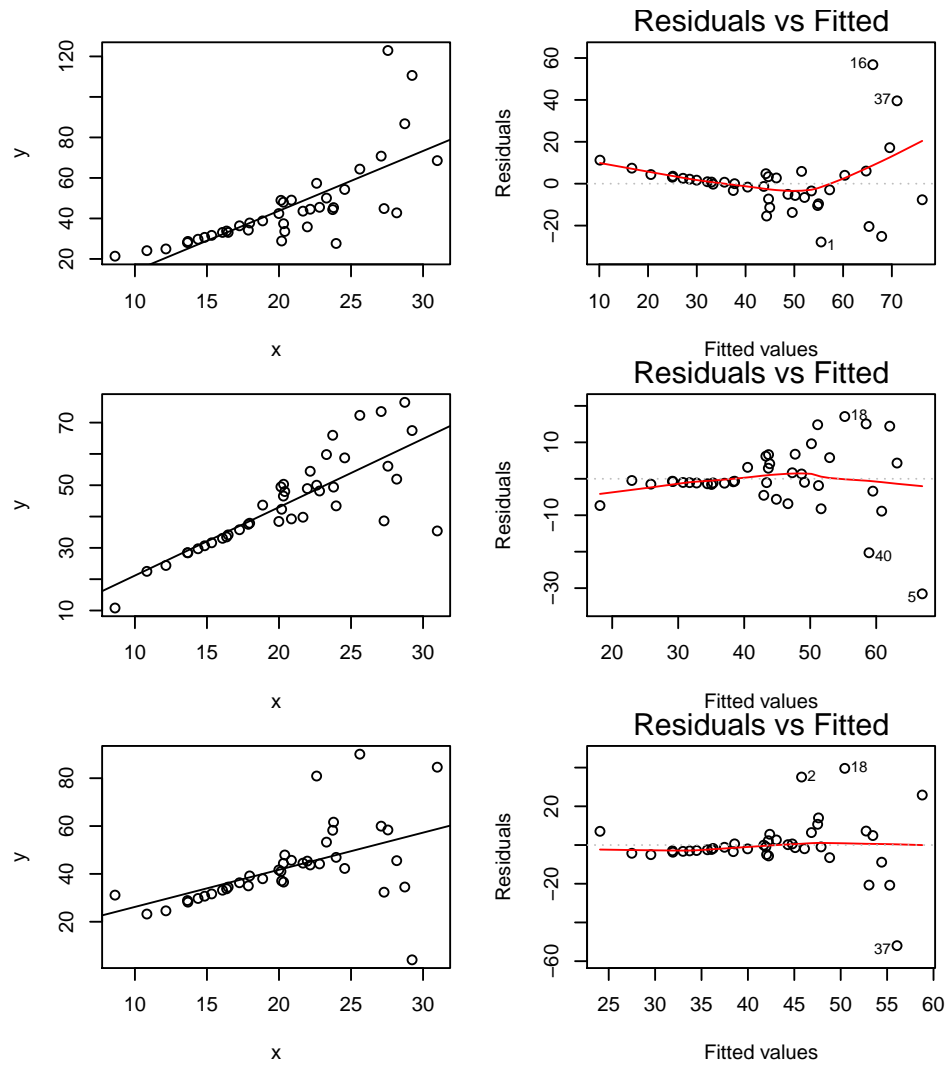 Residuals vs Fitted
120
80
60
40
20
y
10 15 20 25 30
x
60
40
20
0
−20
Residuals
16
37
1
10 20 30 40 50 60 70
Fitted values
Residuals vs Fitted
70
50
30
10
y
10 15 20 25 30
x
10
−10
−30
Residuals
18
40
5
20 30 40 50 60
Fitted values
Residuals vs Fitted
80
60
40
20
y
10 15 20 25 30
x
20
−20
−60
Residuals
2
18
37
25 30 35 40 45 50 55 60
Fitted values